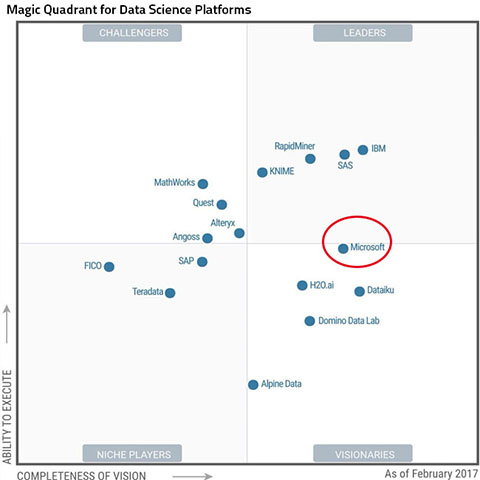 Magic Quadrant for Data Science Platforms
CHALLENGERS
LEADERS
RapidMiner
IBM
SAS
KNIME
MathWorks
Quest
Alteryx
Angoss
Microsoft
SAP
FICO
H2O.ai
Dataiku
Teradata
Domino Data Lab
Alpine Data
ABILITY TO EXECUTE
NICHE PLAYERS
VISIONARIES
COMPLETENESS OF VISION
As of February 2017